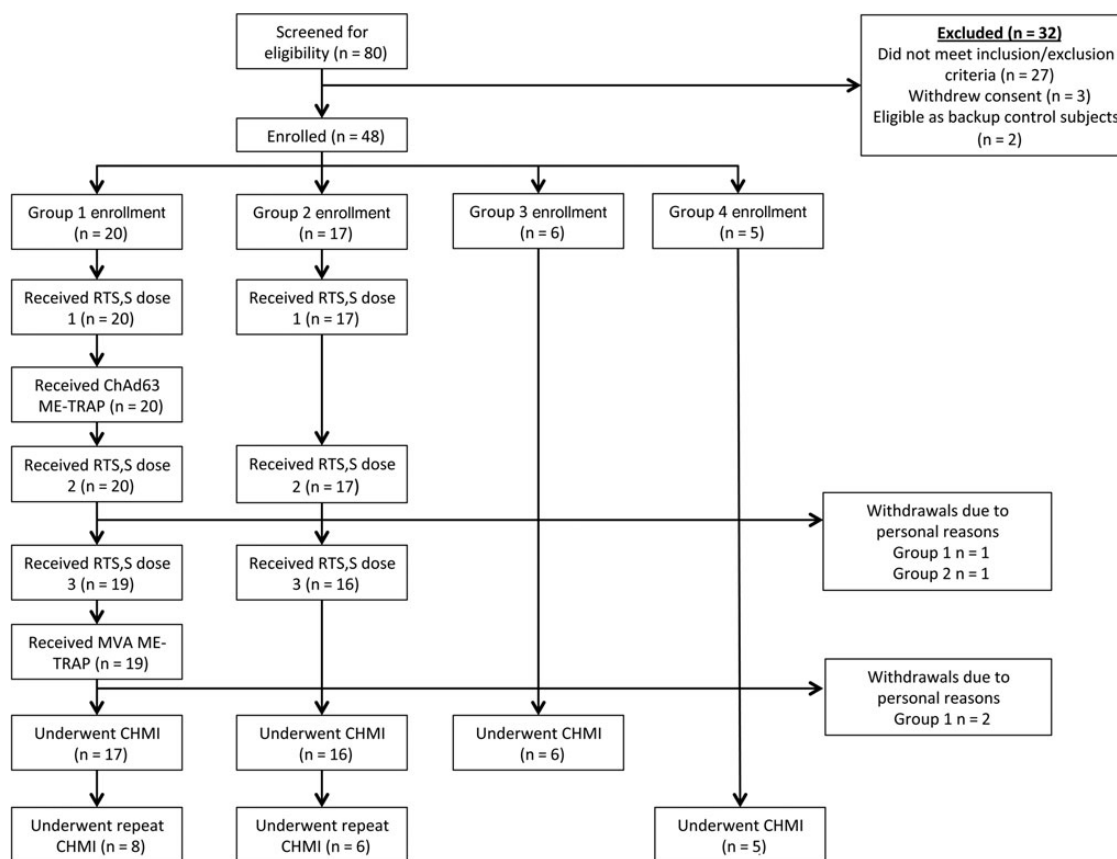 Screened for
eligibility (n = 80)
Excluded (n = 32)
Did not meet inclusion/exclusion
criteria (n = 27)
Withdrew consent (n = 3)
Eligible as backup control subjects
(n = 2)
Enrolled (n = 48)
Group 1 enrollment
(n = 20)
Group 2 enrollment
(n = 17)
Group 3 enrollment
(n = 6)
Group 4 enrollment
(n = 5)
Received RTS,S dose
1 (n = 20)
Received RTS,S dose
1 (n = 17)
Received ChAd63
ME-TRAP (n = 20)
Received RTS,S dose
2 (n = 20)
Received RTS,S dose
2 (n = 17)
Withdrawals due to
personal reasons
Group 1 n = 1
Group 2 n = 1
Received RTS,S dose
3 (n = 19)
Received RTS,S dose
3 (n = 16)
Received MVA ME-
TRAP (n = 19)
Withdrawals due to
personal reasons
Group 1 n = 2
Underwent CHMI
(n = 17)
Underwent CHMI
(n = 16)
Underwent CHMI
(n = 6)
Underwent repeat
CHMI (n = 8)
Underwent repeat
CHMI (n = 6)
Underwent CHMI
(n = 5)